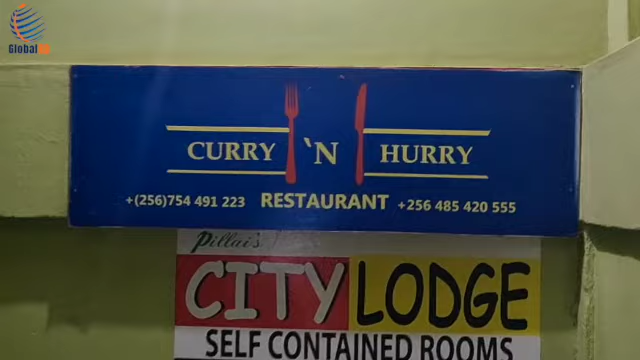 Global
CURRY 'N HURRY
+(256)754 491 223 RESTAURANT +256 485 420 555
Pillai's
CITY LODGE
SELF CONTAINED ROOMS